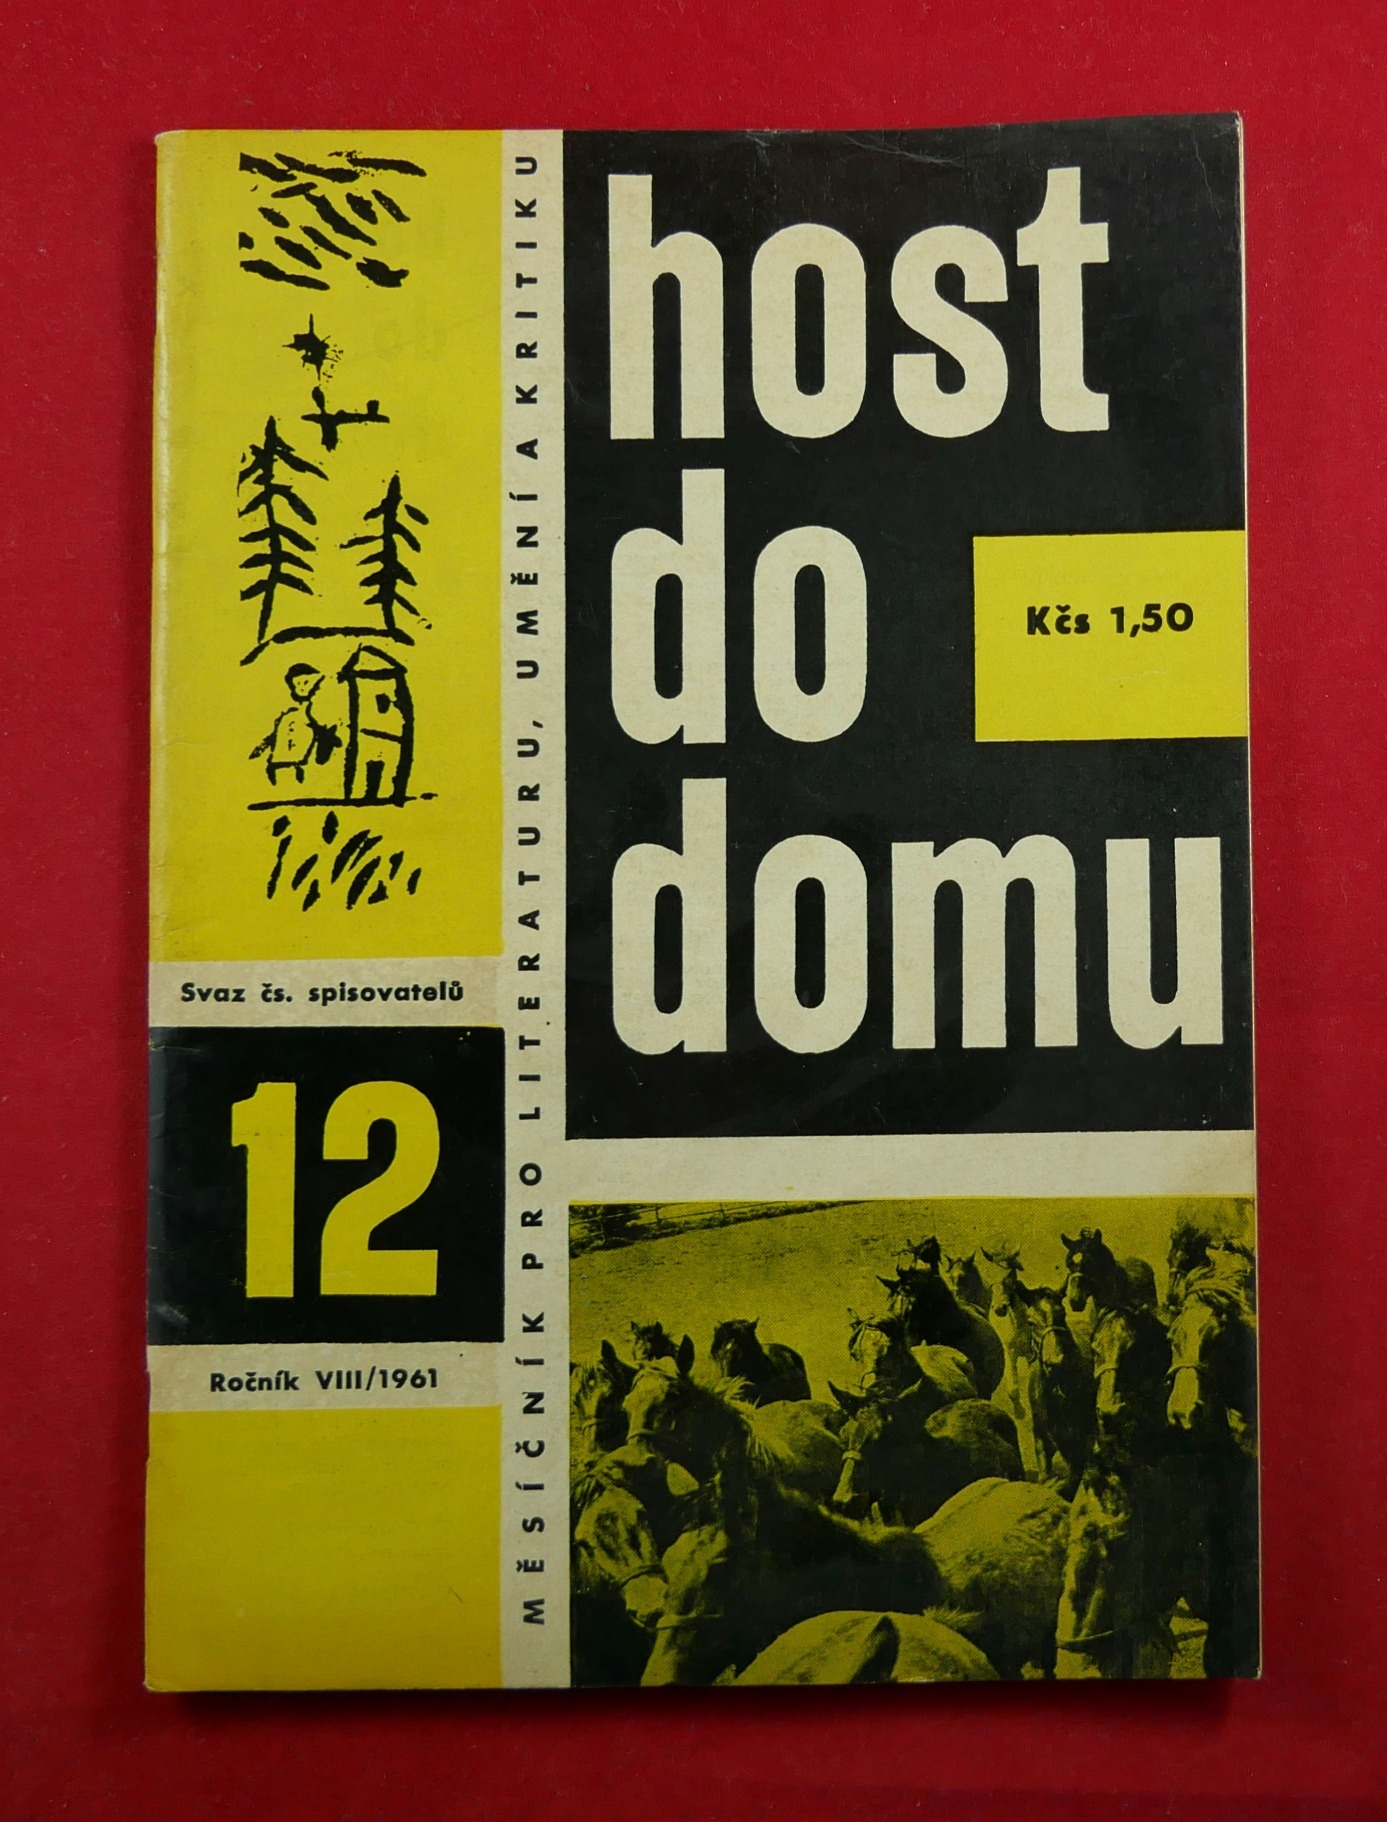 host
do
domu
Kčs 1,50
MĚSÍČNÍK PRO LITERATURU, UMĚNÍ A KRITIKU
Svaz čs. spisovatelů
12
Ročník VIII/1961